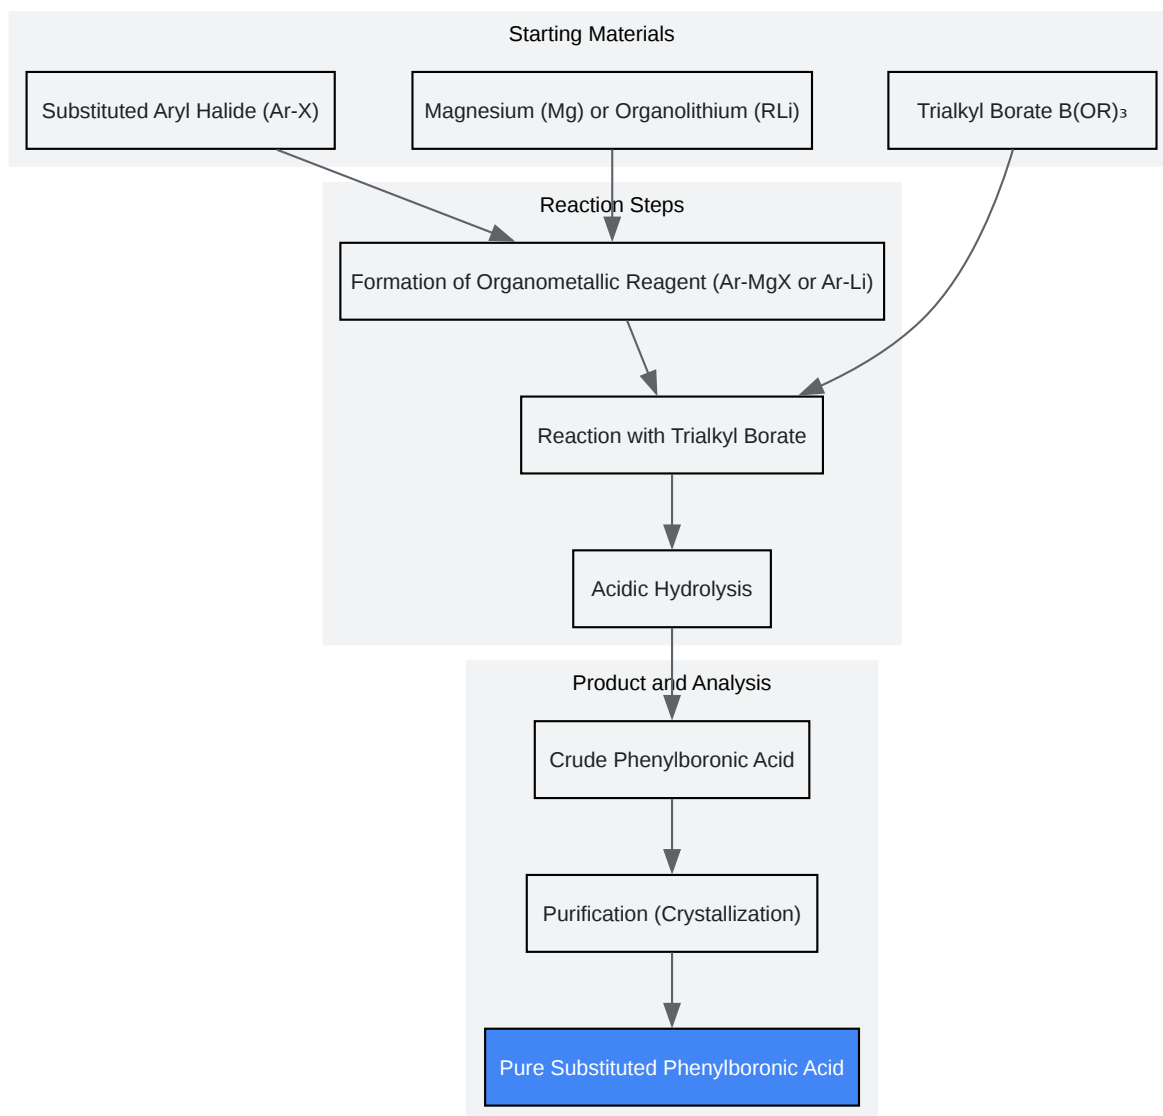 Starting Materials
Substituted Aryl Halide (Ar-X)
Magnesium (Mg) or Organolithium (RLi)
Trialkyl Borate B(OR)₃
Reaction Steps
Formation of Organometallic Reagent (Ar-MgX or Ar-Li)
Reaction with Trialkyl Borate
Acidic Hydrolysis
Product and Analysis
Crude Phenylboronic Acid
Purification (Crystallization)
Pure Substituted Phenylboronic Acid